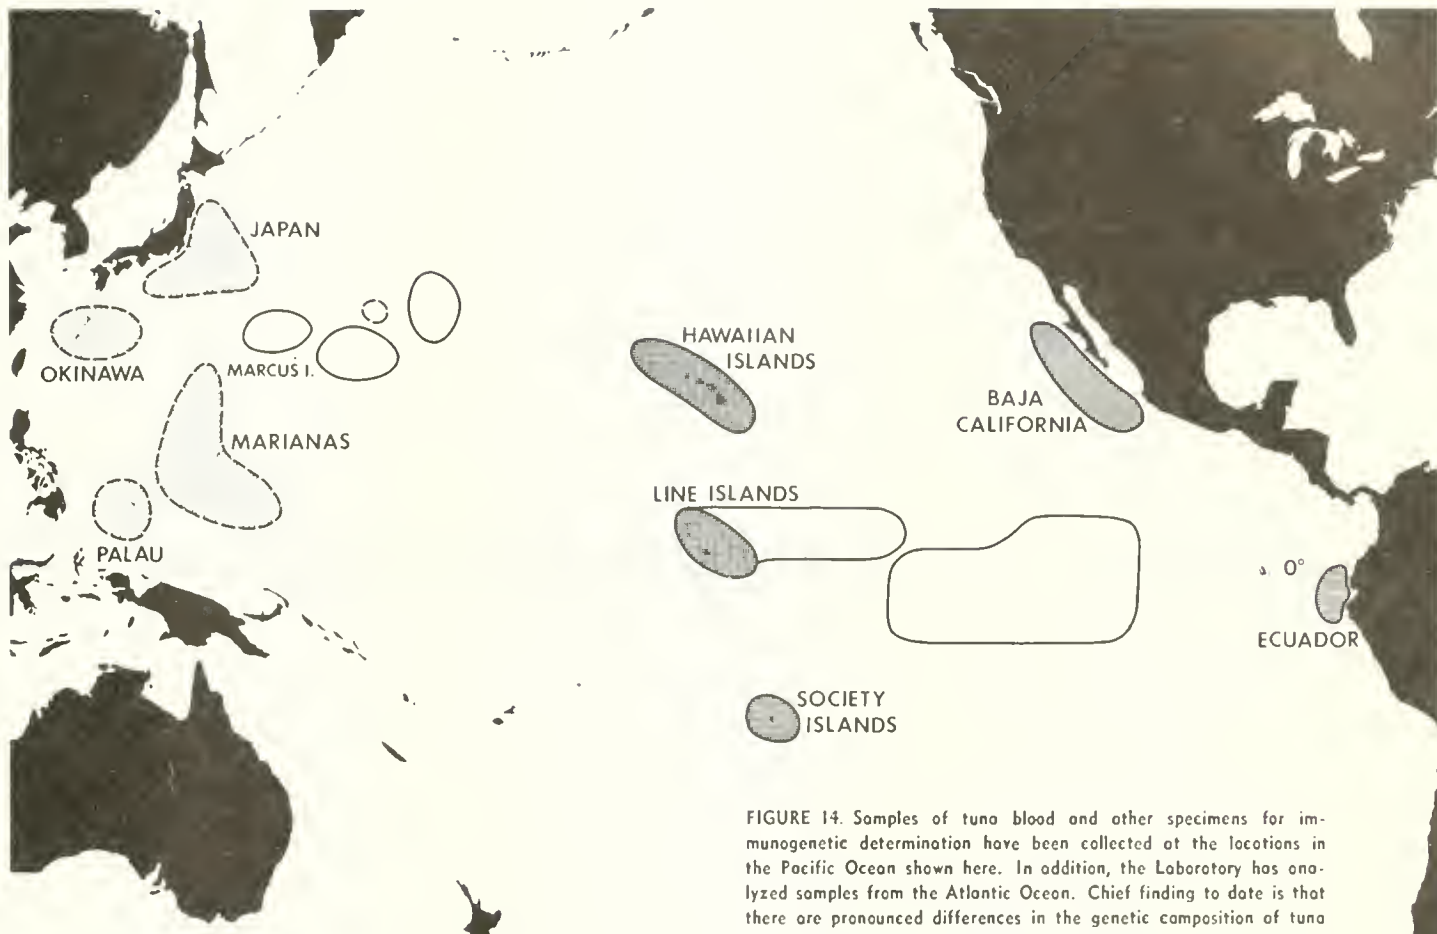 JAPAN
OKINAWA
MARCUS I.
MARIANAS
PALAU
HAWAIIAN
ISLANDS
BAJA
CALIFORNIA
LINE ISLANDS
0°
ECUADOR
SOCIETY
ISLANDS
FIGURE 14. Samples of tuna blood and other specimens for im-
munogenetic determination have been collected at the locations in
the Pacific Ocean shown here. In addition, the Laboratory has ana-
lyzed samples from the Atlantic Ocean. Chief finding to date is that
there are pronounced differences in the genetic composition of tuna